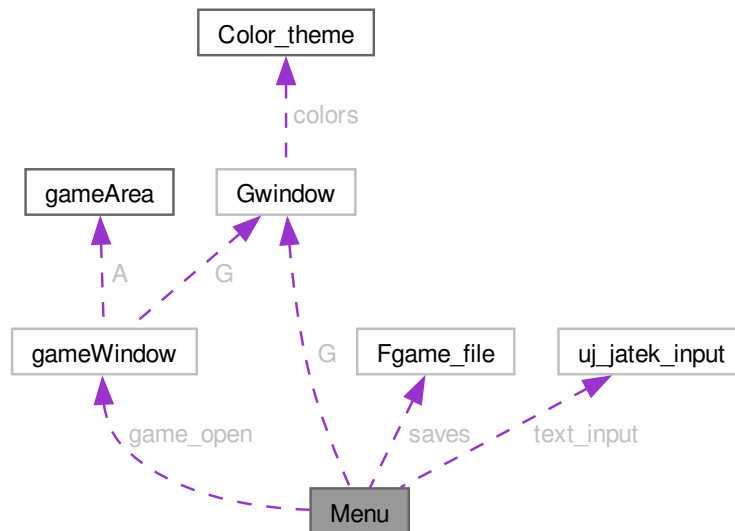 Color_theme
colors
gameArea
Gwindow
A
G
gameWindow
G
Fgame_file
uj_jatek_input
game_open
saves
text_input
Menu